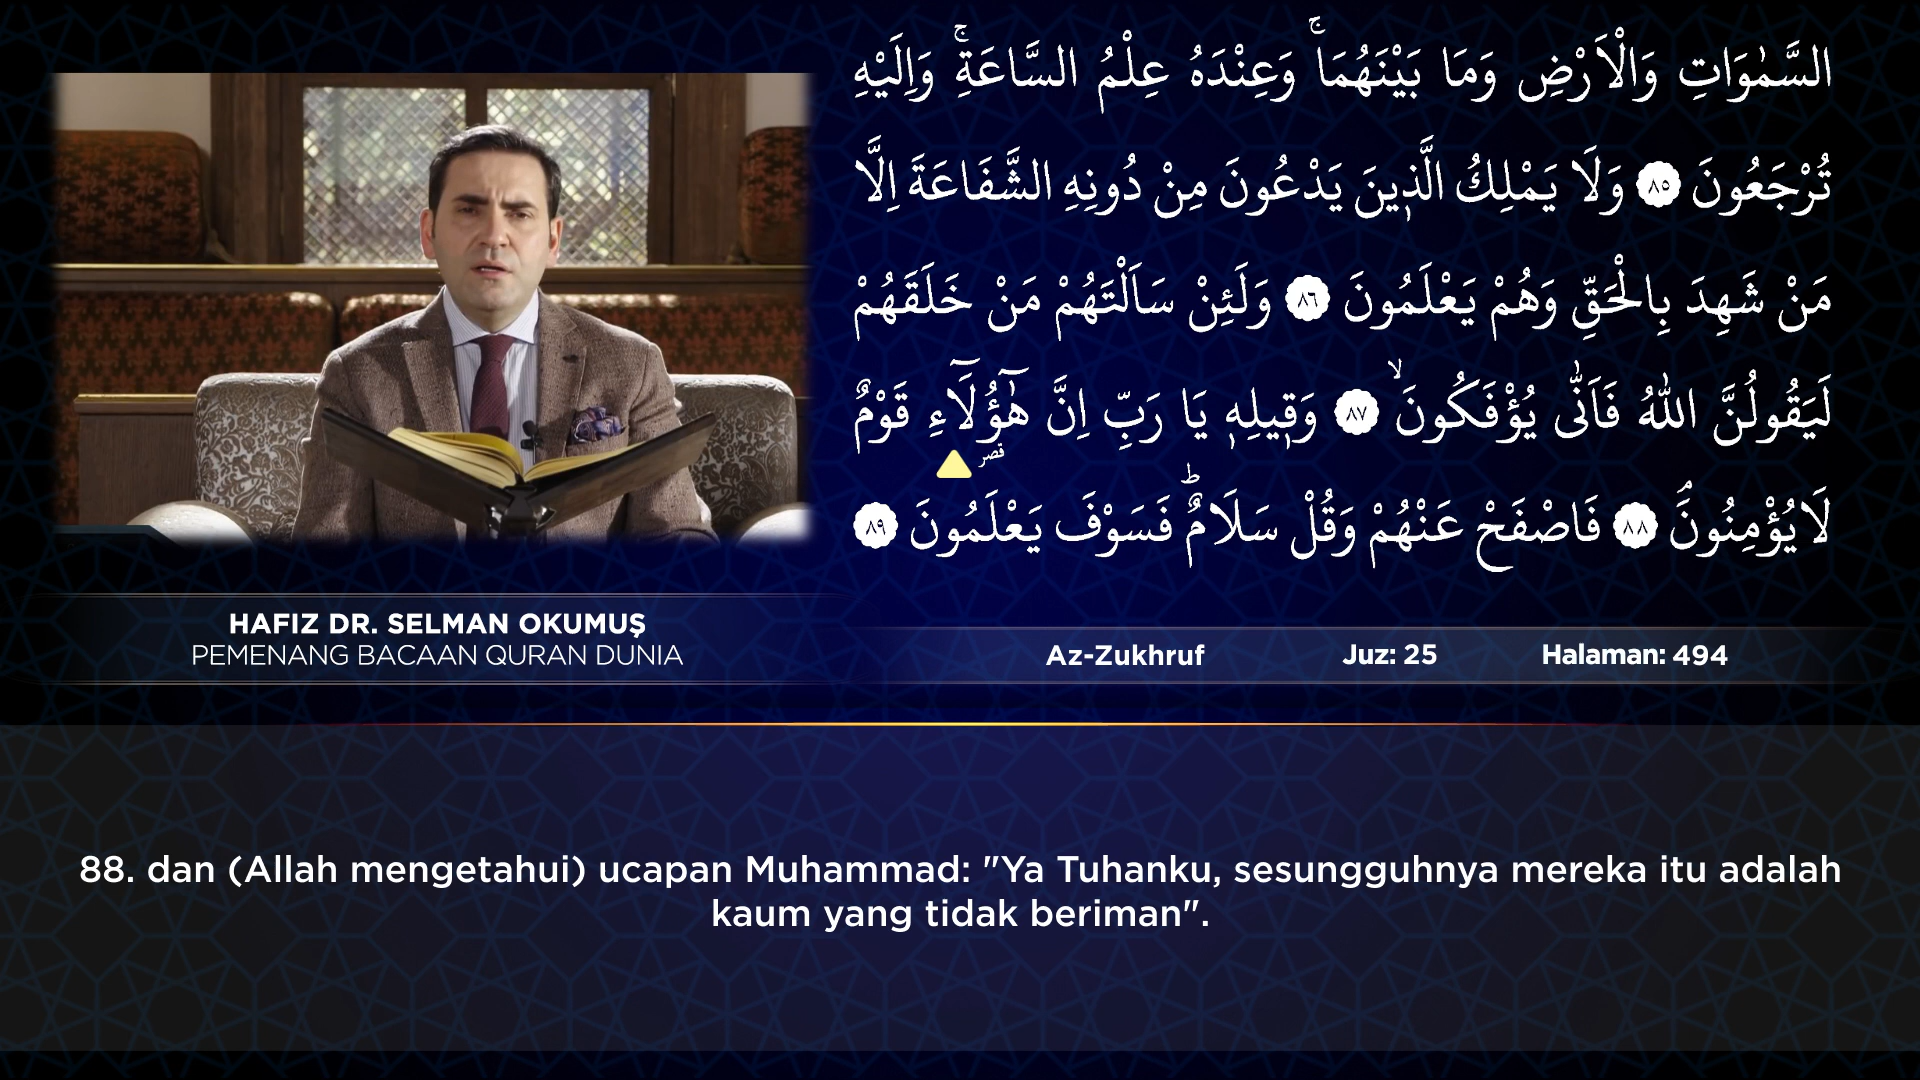 السَّمٰوَاتِ وَالْاَرْضِ وَمَا بَيْنَهُمَاۚ وَعِنْدَهُ عِلْمُ السَّاعَةِۚ وَاِلَيْهِ
تُرْجَعُونَ ﴿٨٥﴾ وَلَا يَمْلِكُ الَّذ۪ينَ يَدْعُونَ مِنْ دُونِهِ الشَّفَاعَةَ اِلَّا
مَنْ شَهِدَ بِالْحَقِّ وَهُمْ يَعْلَمُونَ ﴿٨٦﴾ وَلَئِنْ سَاَلْتَهُمْ مَنْ خَلَقَهُمْ
لَيَقُولُنَّ اللّٰهُ فَاَنّٰى يُؤْفَكُونَۙ ﴿٨٧﴾ وَق۪يلِه۪ يَا رَبِّ اِنَّ هٰٓؤُ۬لَٓاءِ قَوْمٌ
قصر
لَا يُؤْمِنُونَۢ ﴿٨٨﴾ فَاصْفَحْ عَنْهُمْ وَقُلْ سَلَامٌۜ فَسَوْفَ يَعْلَمُونَ ﴿٨٩﴾
HAFIZ DR. SELMAN OKUMUŞ
PEMENANG BACAAN QURAN DUNIA
Az-Zukhruf Juz: 25 Halaman: 494
88. dan (Allah mengetahui) ucapan Muhammad: "Ya Tuhanku, sesungguhnya mereka itu adalah
kaum yang tidak beriman".